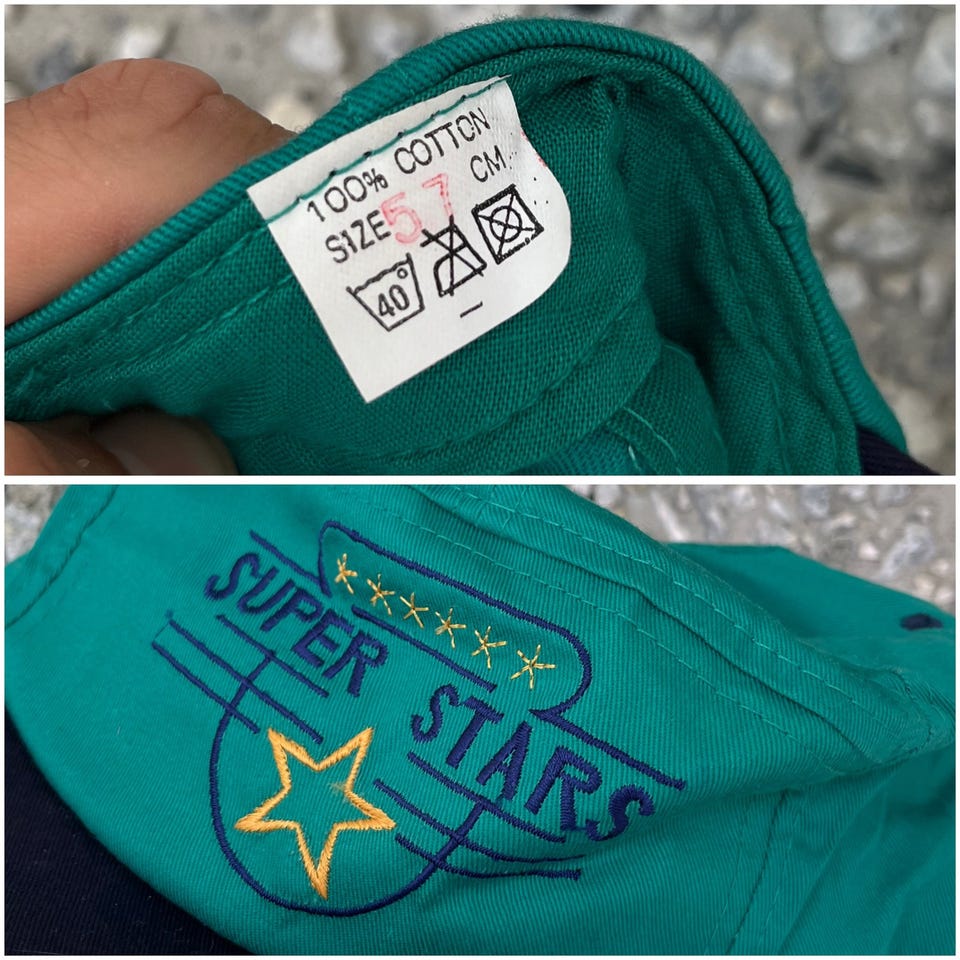 100% COTTON
SIZE 57 CM
40
SUPER
STARS